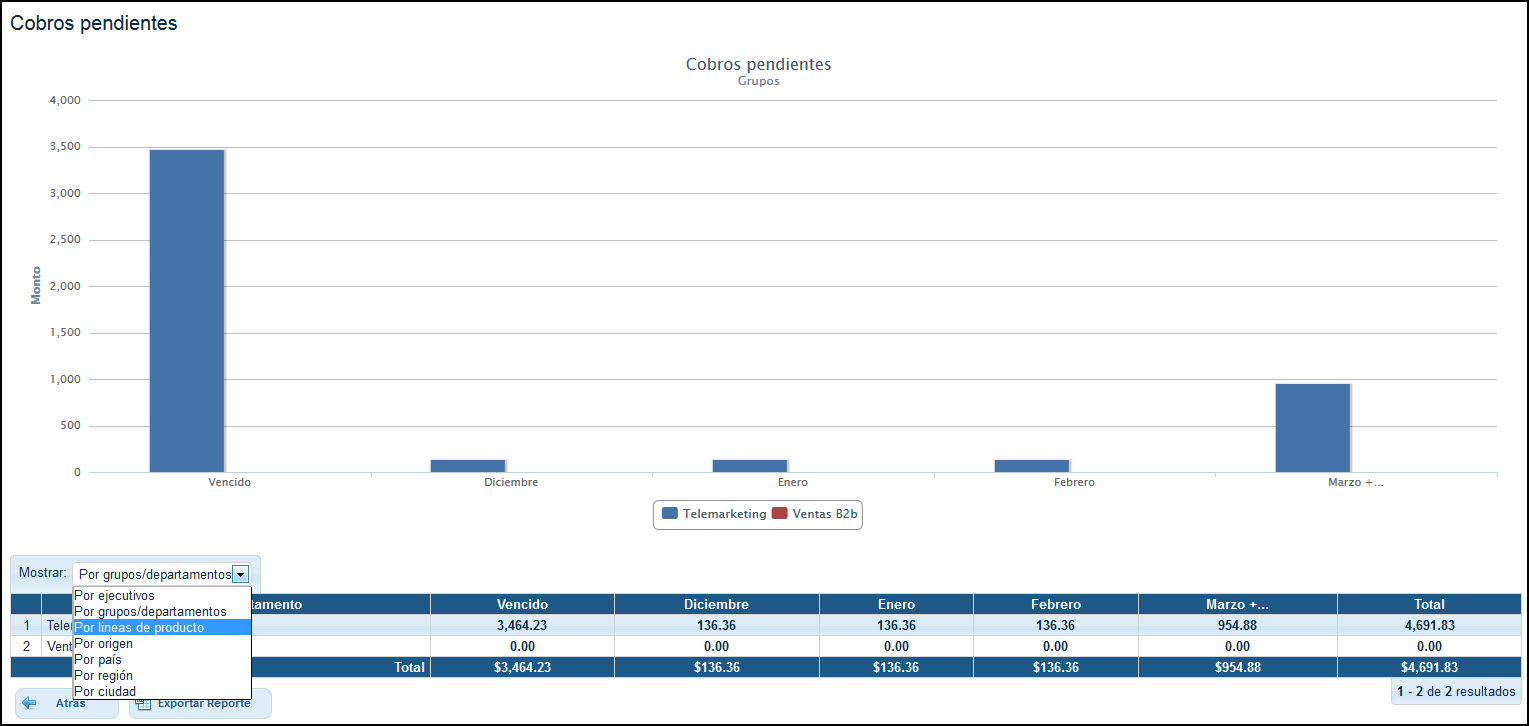 Cobros pendientes
Cobros pendientes
Grupos
4,000
3,500
3,000
2,500
2,000
1,500
1,000
500
0
Monto
Vencido Diciembre Enero Febrero Marzo +...
Telemarketing Ventas B2b
Mostrar: Por grupos/departamentos
Por ejecutivos
Por grupos/departamentos
Por lineas de producto
Por origen
Por país
Por región
Por ciudad
tamento Vencido Diciembre Enero Febrero Marzo +... Total
1 Tele 3,464.23 136.36 136.36 136.36 954.88 4,691.83
2 Vent 0.00 0.00 0.00 0.00 0.00 0.00
Total $3,464.23 $136.36 $136.36 $136.36 $954.88 $4,691.83
1 - 2 de 2 resultados
Atrás Exportar Reporte